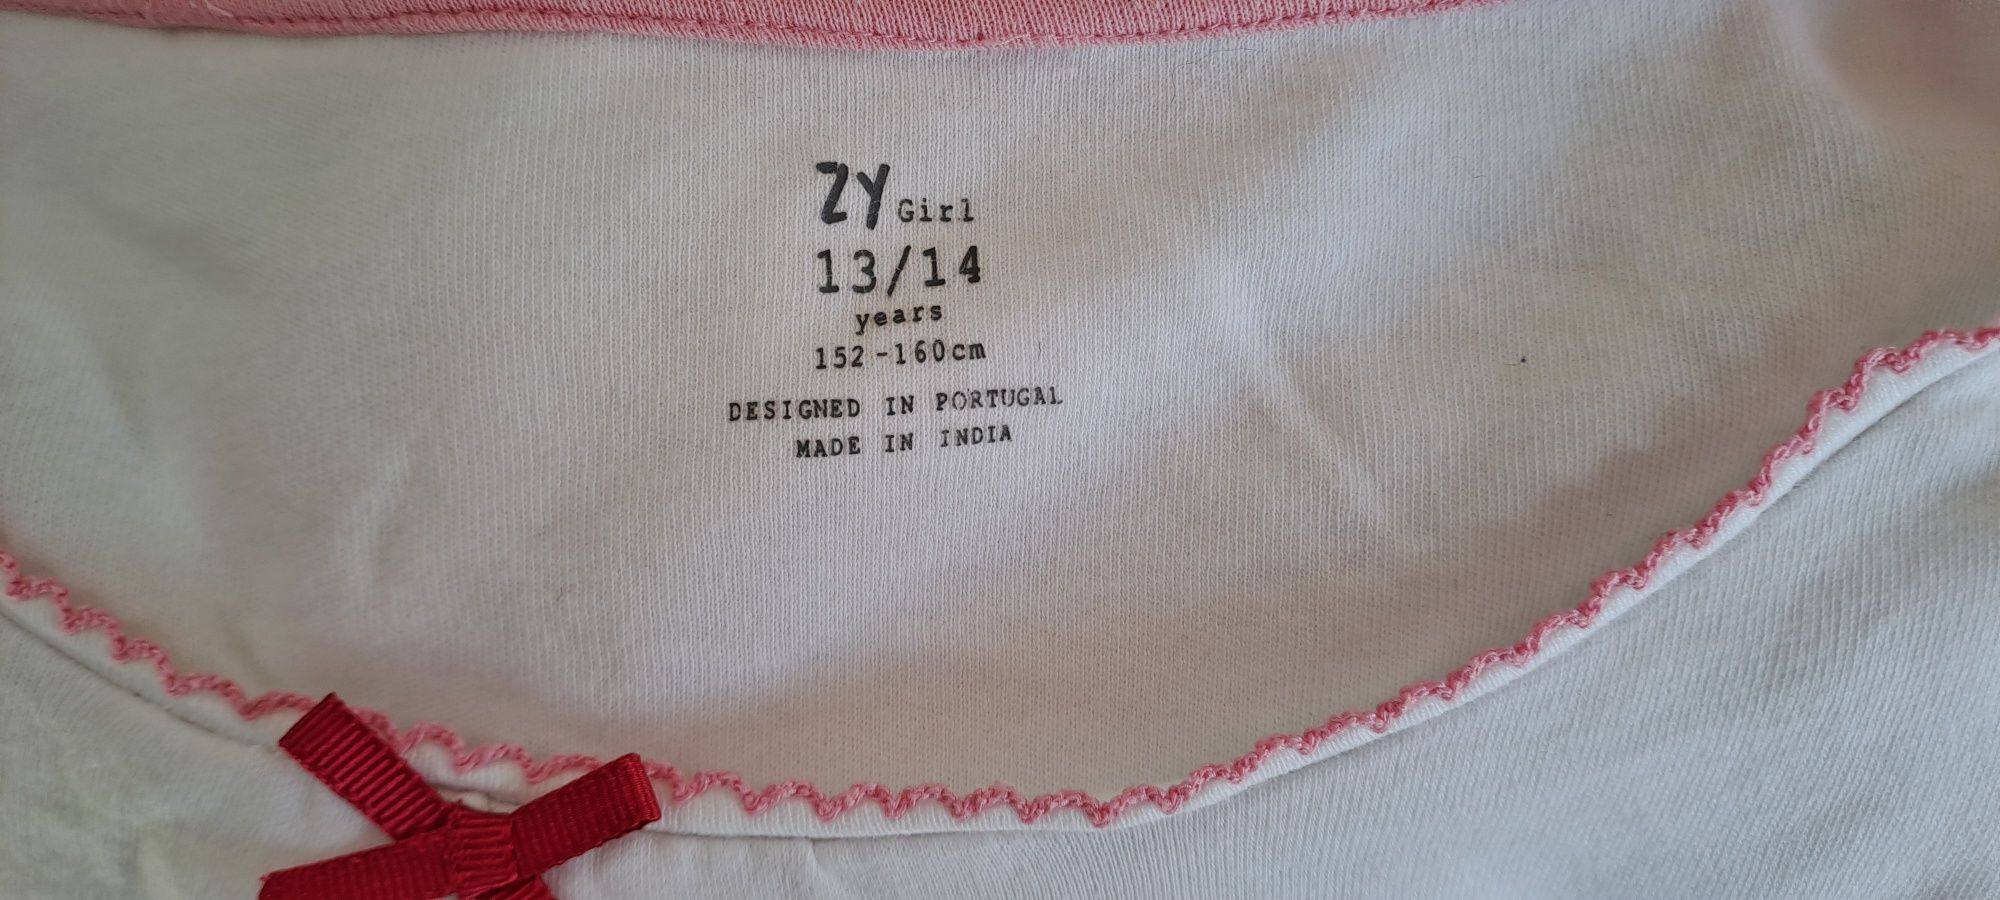 ZY Girl
13/14
years
152-160cm
DESIGNED IN PORTUGAL
MADE IN INDIA